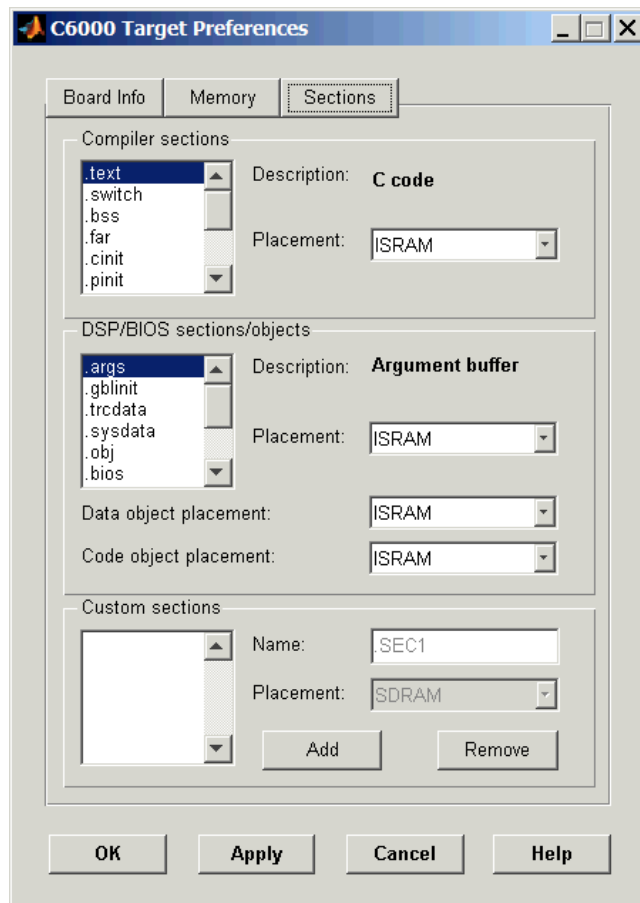 C6000 Target Preferences
Board Info Memory Sections
Compiler sections
.text
.switch
.bss
.far
.cinit
.pinit
Description: C code
Placement: ISRAM
DSP/BIOS sections/objects
.args
.gblinit
.trcdata
.sysdata
.obj
.bios
Description: Argument buffer
Placement: ISRAM
Data object placement: ISRAM
Code object placement: ISRAM
Custom sections
Name: .SEC1
Placement: SDRAM
Add Remove
OK Apply Cancel Help